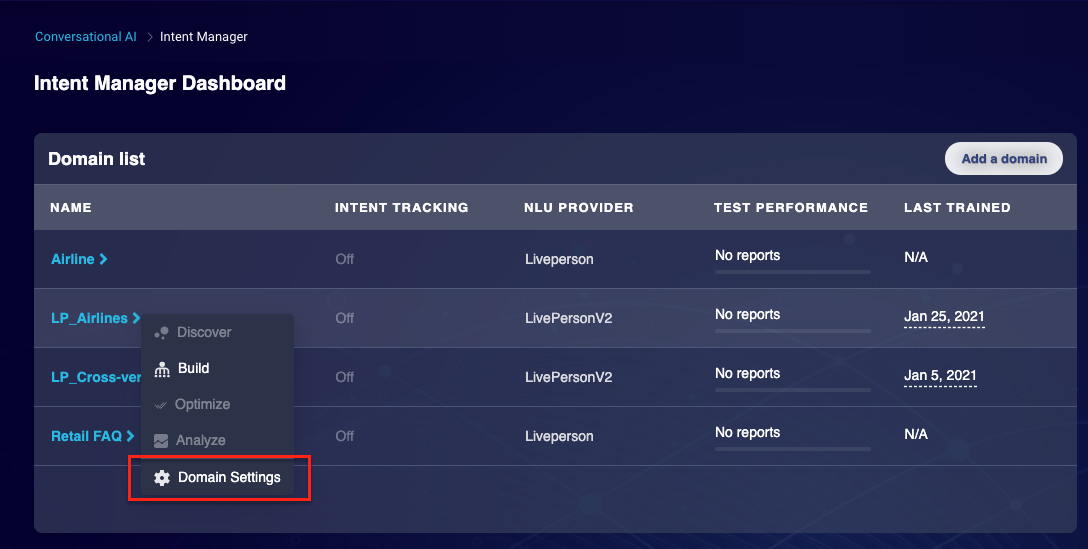 Conversational AI > Intent Manager
Intent Manager Dashboard
Domain list
Add a domain
NAME INTENT TRACKING NLU PROVIDER TEST PERFORMANCE LAST TRAINED
Airline Off Liveperson No reports N/A
LP_Airlines Off LivePersonV2 No reports Jan 25, 2021
Discover
Build
LP_Cross-ver Off LivePersonV2 No reports Jan 5, 2021
Optimize
Retail FAQ Off Liveperson No reports N/A
Analyze
Domain Settings